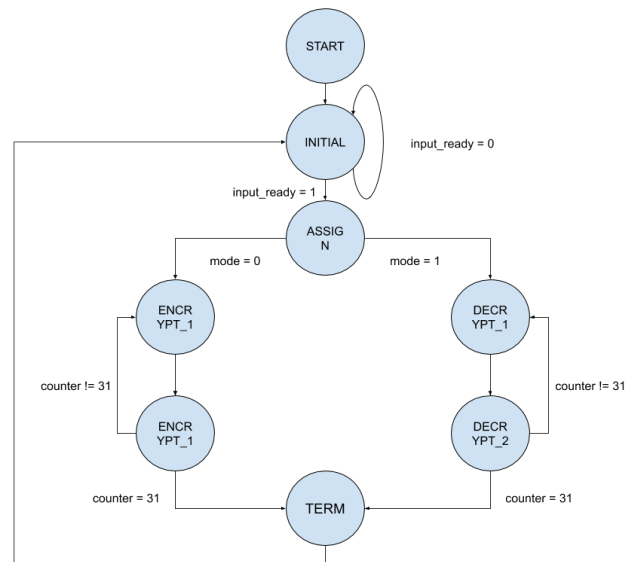 START
INITIAL
input_ready = 0
input_ready = 1
ASSIG
N
mode = 0
mode = 1
ENCR
YPT_1
DECR
YPT_1
counter != 31
counter != 31
ENCR
YPT_1
DECR
YPT_2
counter = 31
counter = 31
TERM